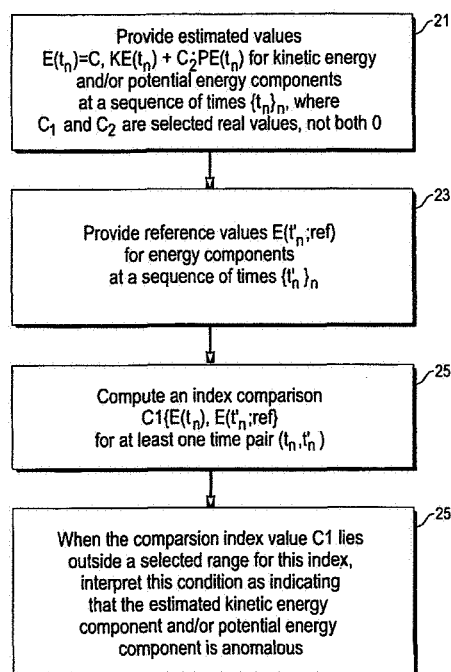 Provide estimated values
E(tₙ)=C, KE(tₙ) + C₂·PE(tₙ) for kinetic energy
and/or potential energy components
at a sequence of times {tₙ}ₙ, where
C₁ and C₂ are selected real values, not both 0
21
Provide reference values E(t'ₙ;ref)
for energy components
at a sequence of times {t'ₙ}ₙ
23
Compute an index comparison
C1{E(tₙ), E(t'ₙ;ref}
for at least one time pair (tₙ,t'ₙ)
25
When the comparsion index value C1 lies
outside a selected range for this index,
interpret this condition as indicating
that the estimated kinetic energy
component and/or potential energy
component is anomalous
25